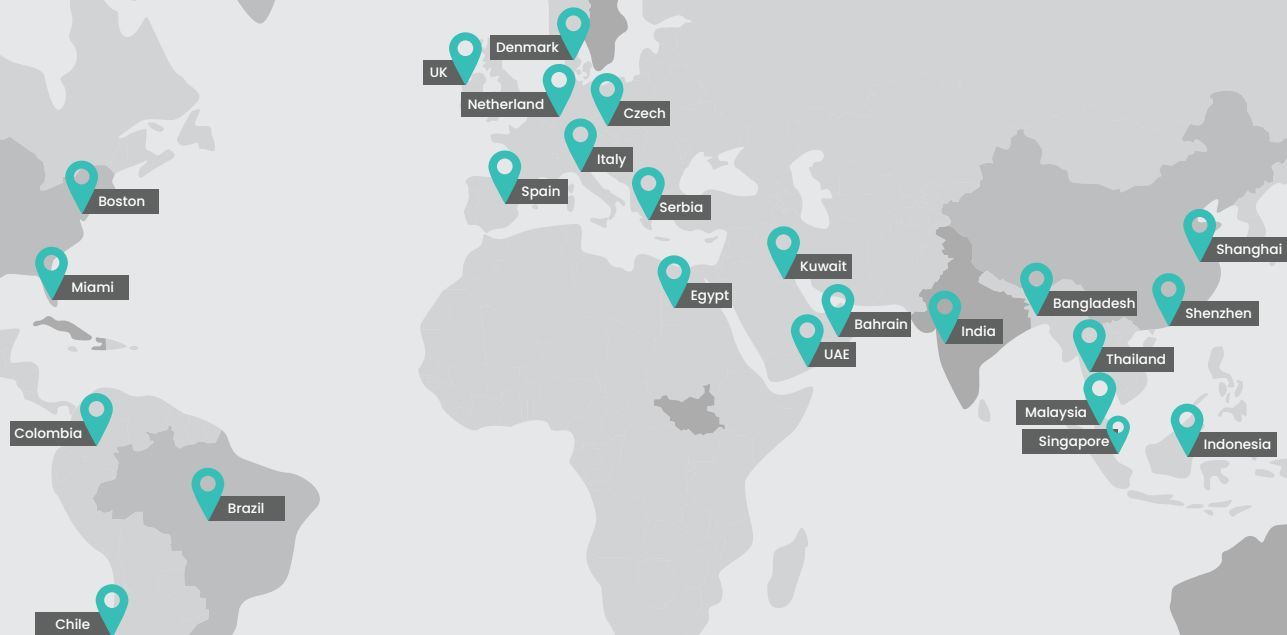 Denmark
UK
Netherland
Czech
Italy
Spain
Boston
Serbia
Shanghai
Kuwait
Miami
Egypt
Bangladesh
Shenzhen
Bahrain
India
UAE
Thailand
Malaysia
Colombia
Singapore
Indonesia
Brazil
Chile